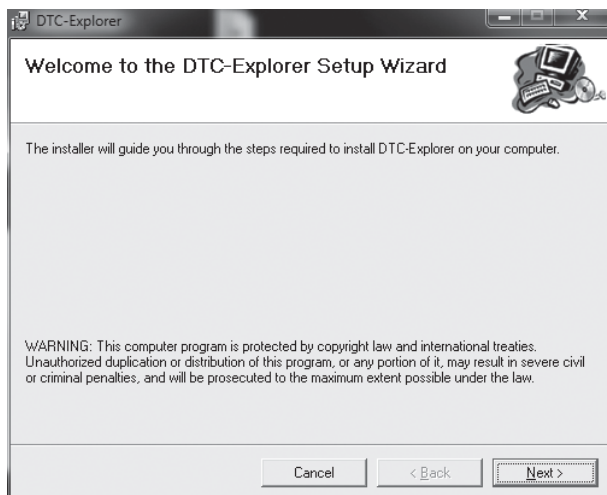 DTC-Explorer
Welcome to the DTC-Explorer Setup Wizard
The installer will guide you through the steps required to install DTC-Explorer on your computer.
WARNING: This computer program is protected by copyright law and international treaties.
Unauthorized duplication or distribution of this program, or any portion of it, may result in severe civil
or criminal penalties, and will be prosecuted to the maximum extent possible under the law.
Cancel
< Back
Next >